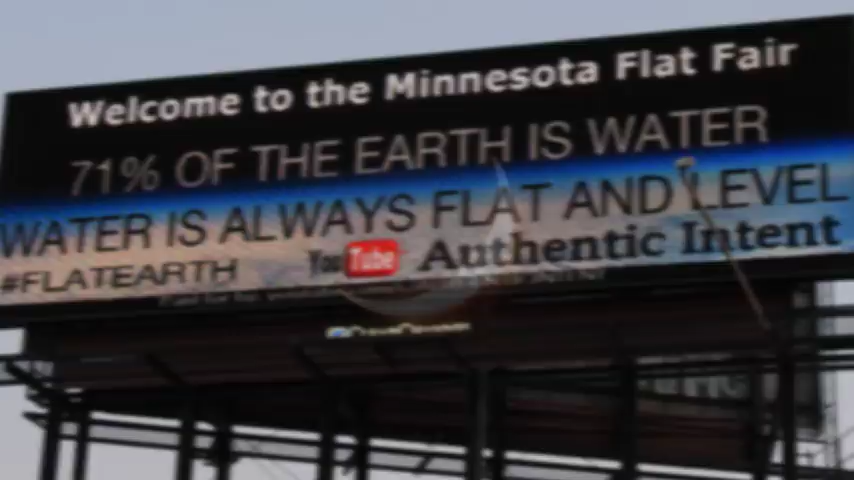 Welcome to the Minnesota Flat Fair
71% OF THE EARTH IS WATER
WATER IS ALWAYS FLAT AND LEVEL
#FLATEARTH YouTube Authentic Intent